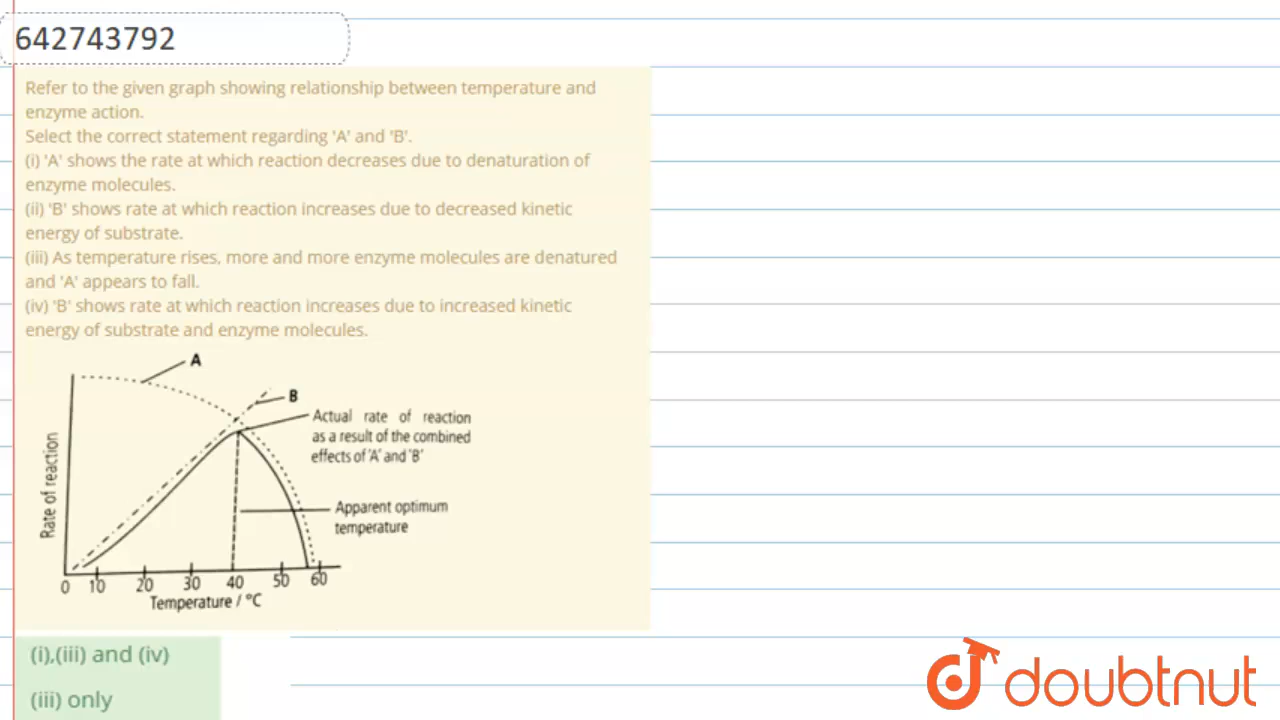 642743792
Refer to the given graph showing relationship between temperature and
enzyme action.
Select the correct statement regarding 'A' and 'B'.
(i) 'A' shows the rate at which reaction decreases due to denaturation of
enzyme molecules.
(ii) 'B' shows rate at which reaction increases due to decreased kinetic
energy of substrate.
(iii) As temperature rises, more and more enzyme molecules are denatured
and 'A' appears to fall.
(iv) 'B' shows rate at which reaction increases due to increased kinetic
energy of substrate and enzyme molecules.
A
B
Actual rate of reaction
as a result of the combined
effects of 'A' and 'B'
Rate of reaction
Apparent optimum
temperature
0 10 20 30 40 50 60
Temperature / °C
(i),(iii) and (iv)
(iii) only
doubtnut